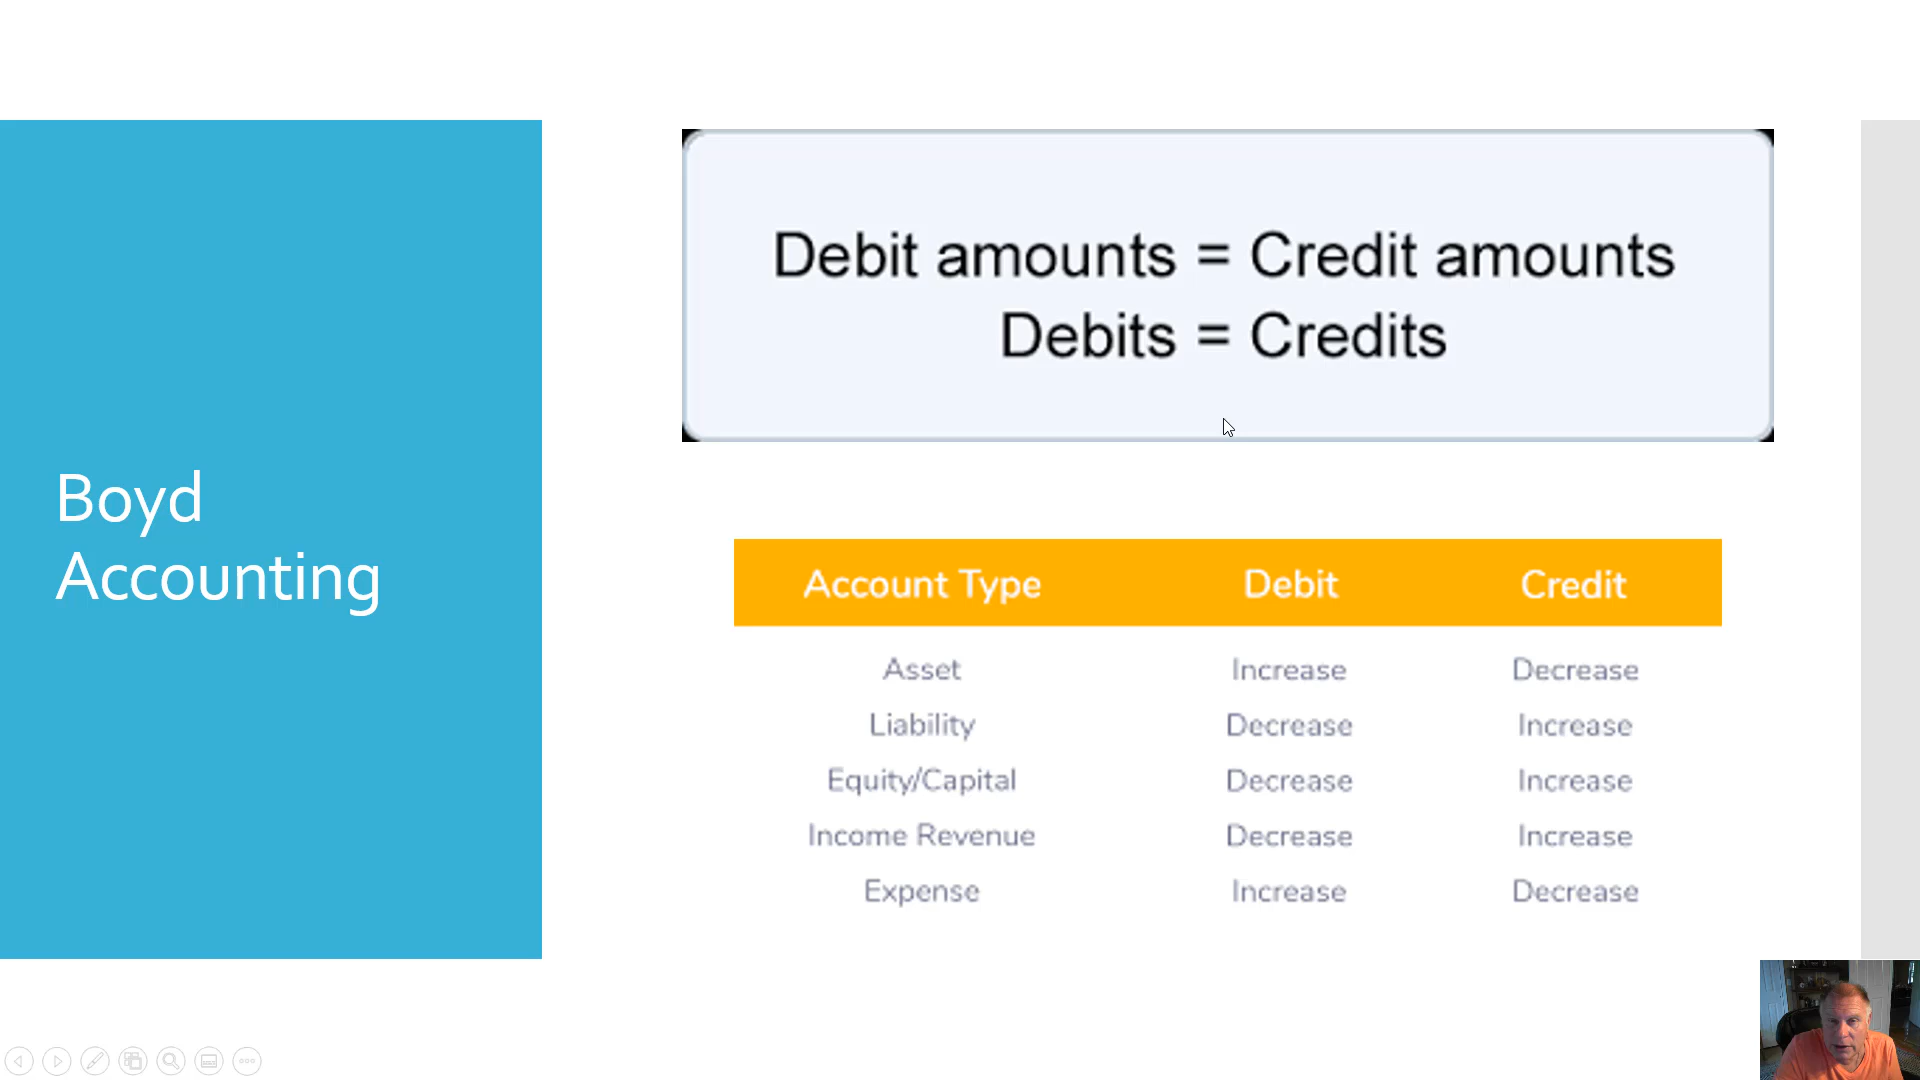 Boyd
Accounting
Debit amounts = Credit amounts
Debits = Credits
Account Type Debit Credit
Asset Increase Decrease
Liability Decrease Increase
Equity/Capital Decrease Increase
Income Revenue Decrease Increase
Expense Increase Decrease